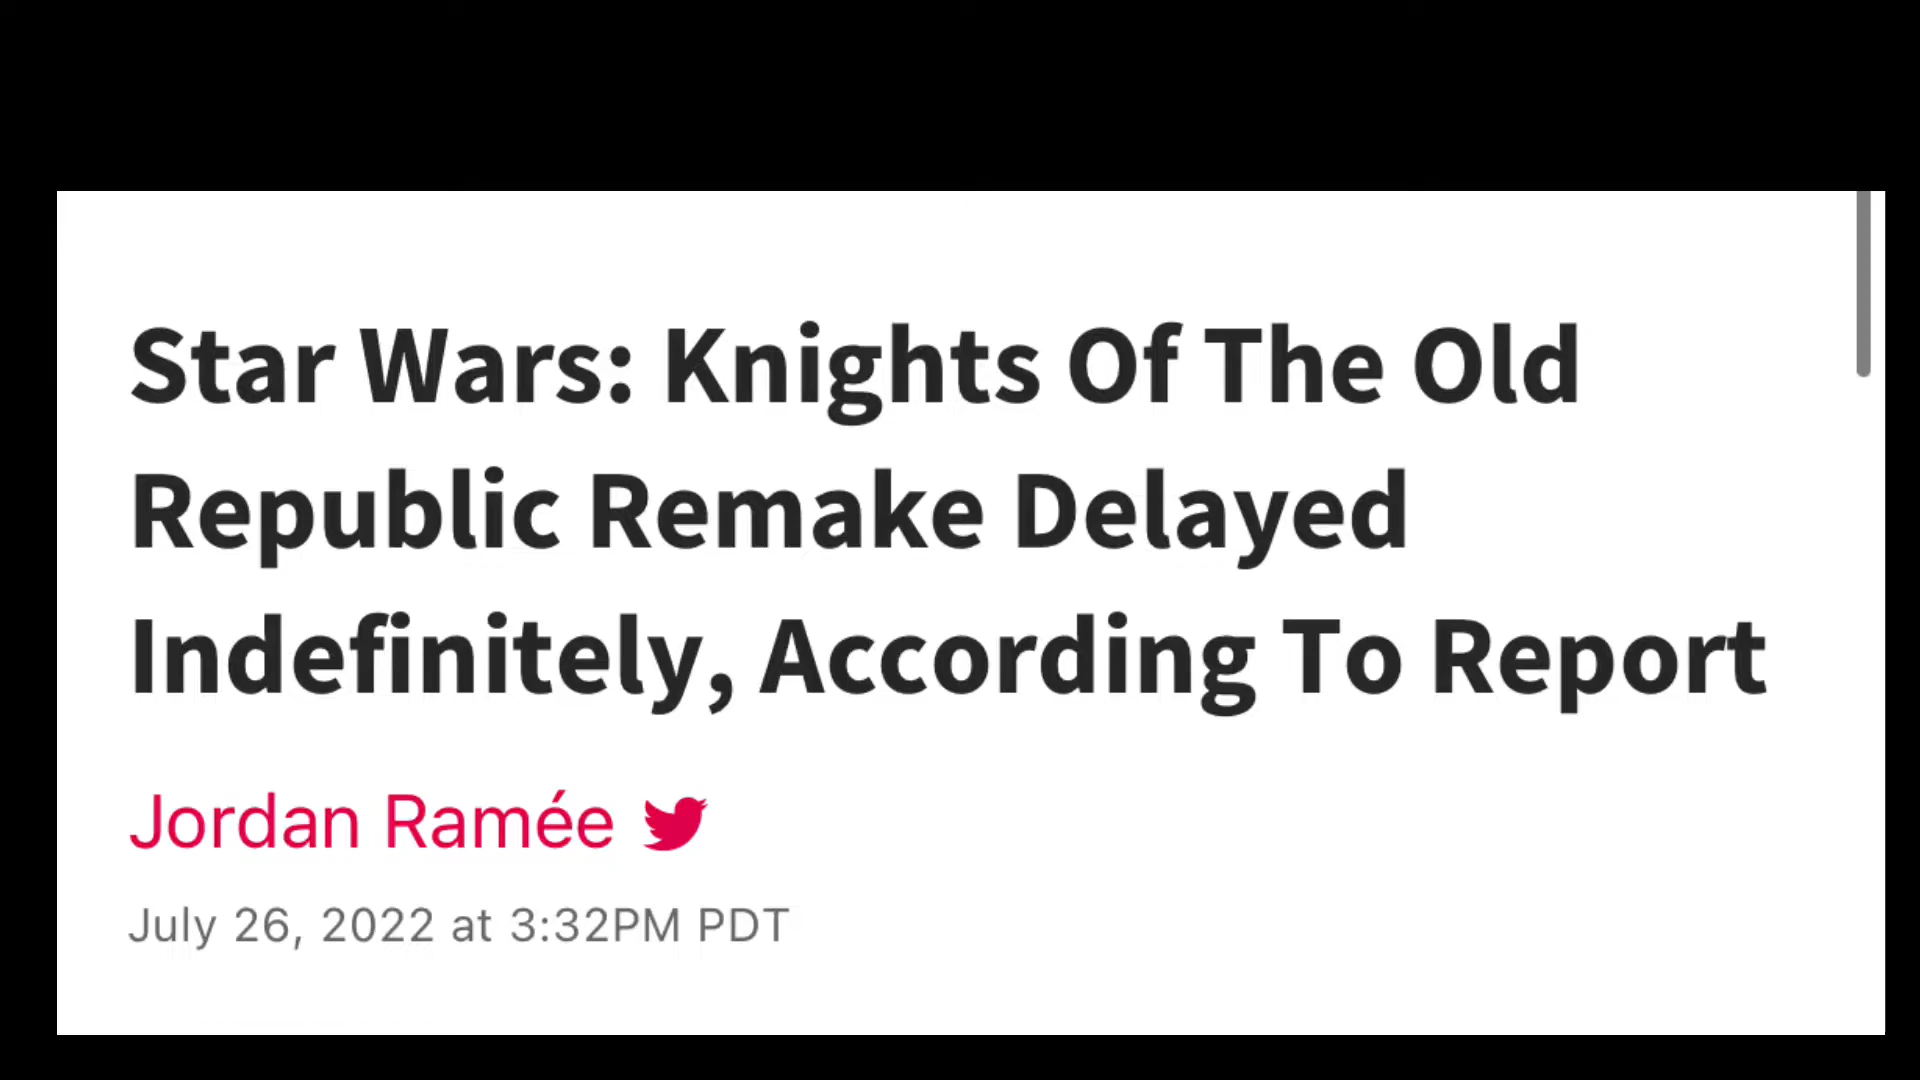 Star Wars: Knights Of The Old
Republic Remake Delayed
Indefinitely, According To Report
Jordan Ramée
July 26, 2022 at 3:32PM PDT